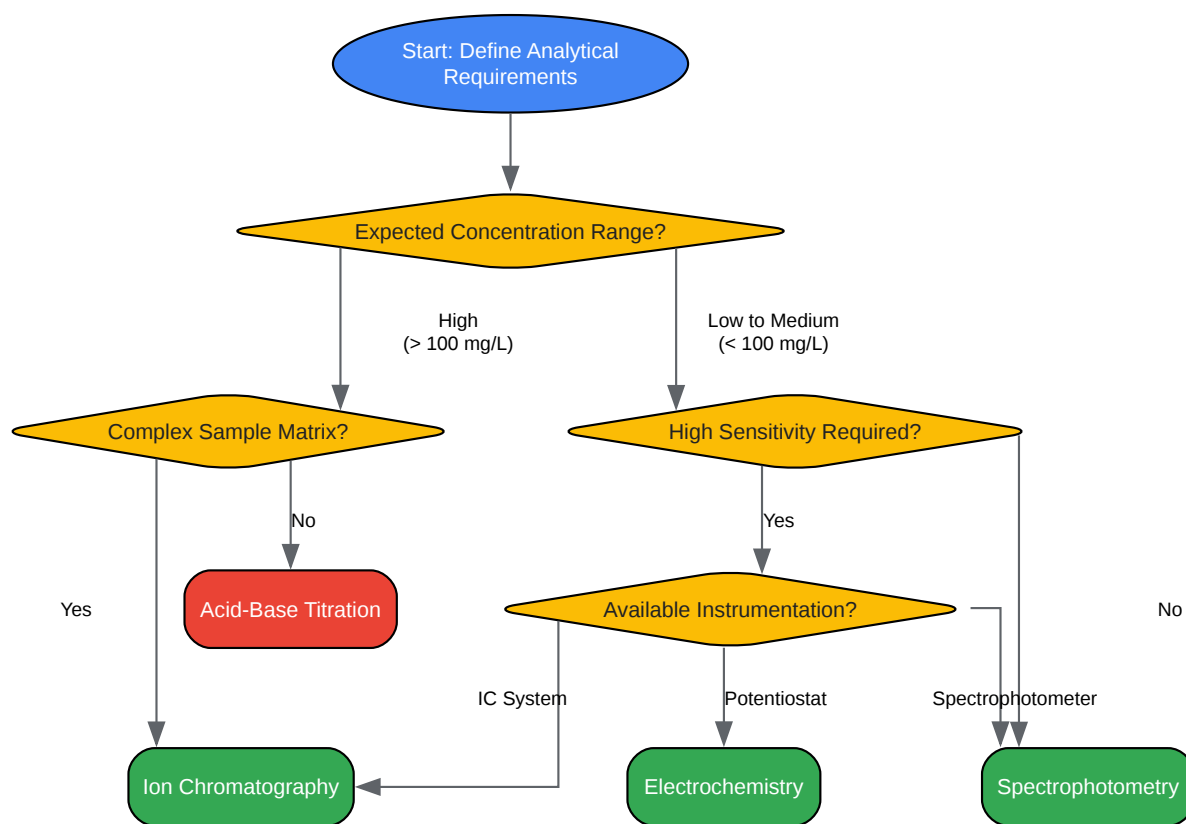 Start: Define Analytical
Requirements
Expected Concentration Range?
High
(> 100 mg/L)
Low to Medium
(< 100 mg/L)
Complex Sample Matrix?
High Sensitivity Required?
No
Yes
Acid-Base Titration
Available Instrumentation?
Yes
No
IC System
Potentiostat
Spectrophotometer
Ion Chromatography
Electrochemistry
Spectrophotometry